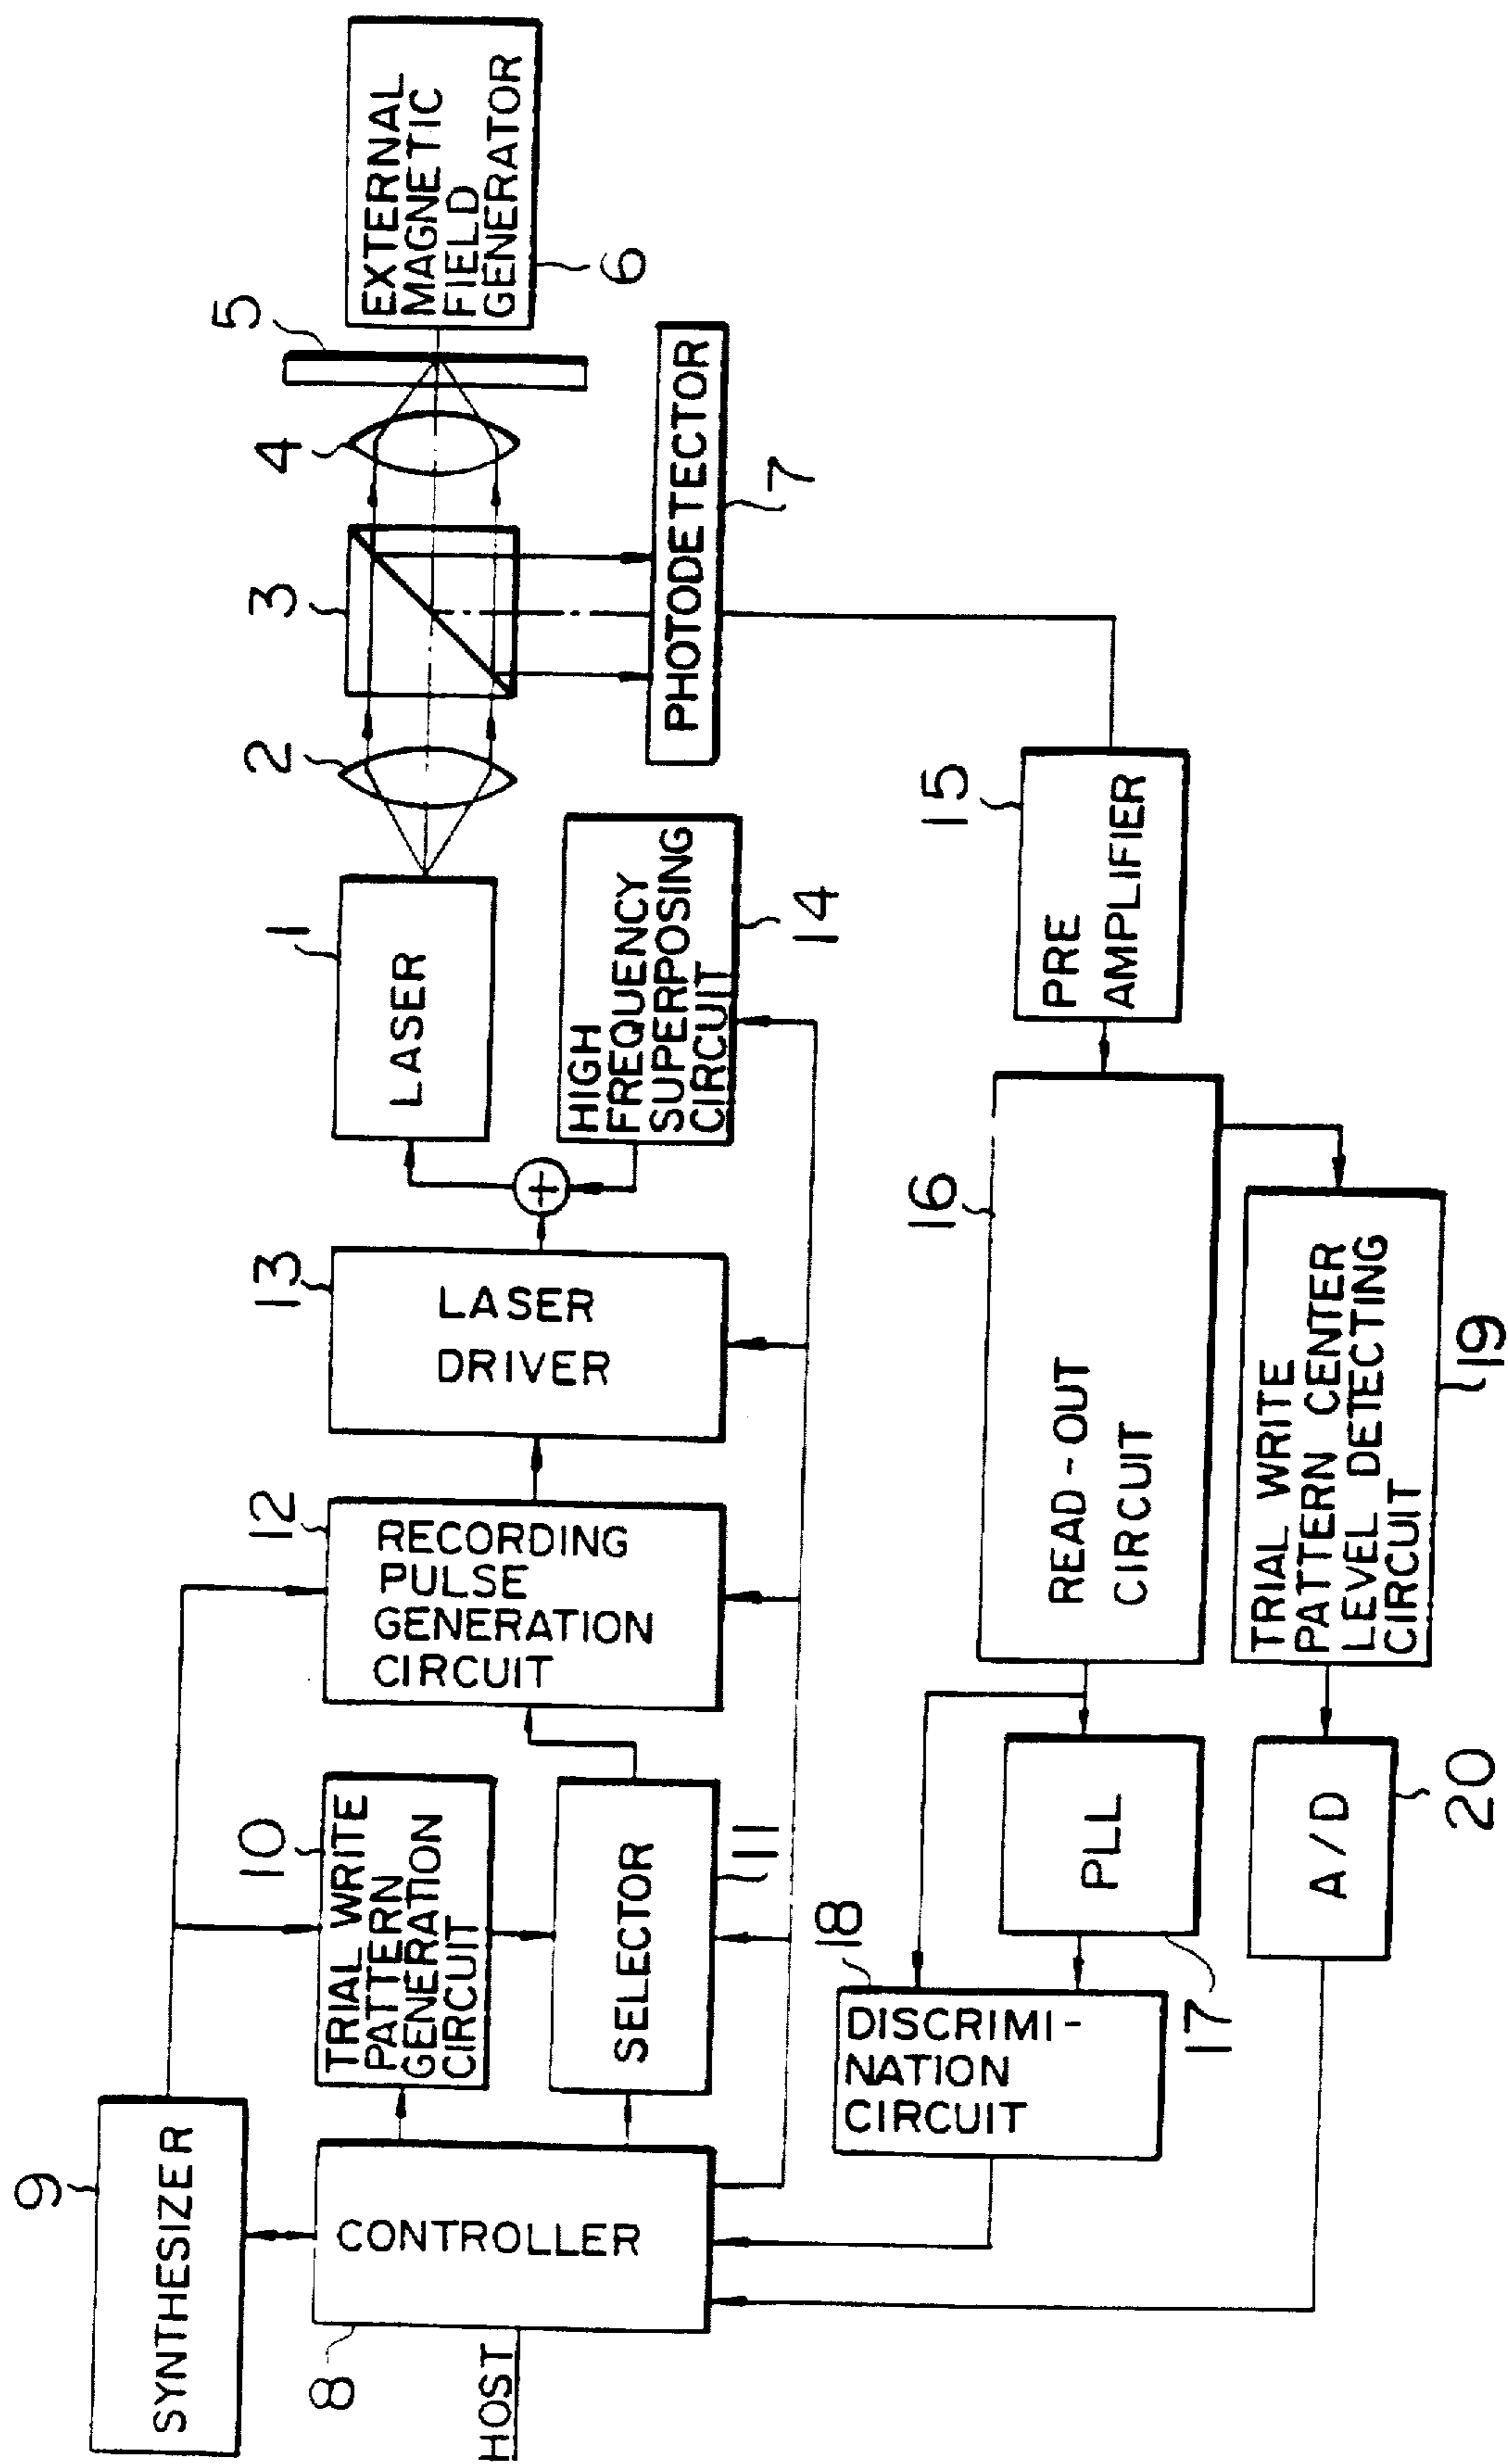 9
SYNTHESIZER
HOST
8
CONTROLLER
10
TRIAL WRITE
PATTERN
GENERATION
CIRCUIT
SELECTOR
11
12
RECORDING
PULSE
GENERATION
CIRCUIT
13
LASER
DRIVER
+
1
LASER
HIGH
FREQUENCY
SUPERPOSING
CIRCUIT
14
2
3
4
5
EXTERNAL
MAGNETIC
FIELD
GENERATOR
6
PHOTODETECTOR
7
15
PRE
AMPLIFIER
16
READ-OUT
CIRCUIT
18
DISCRIMI-
NATION
CIRCUIT
PLL
17
TRIAL WRITE
PATTERN CENTER
LEVEL DETECTING
CIRCUIT
19
A/D
20